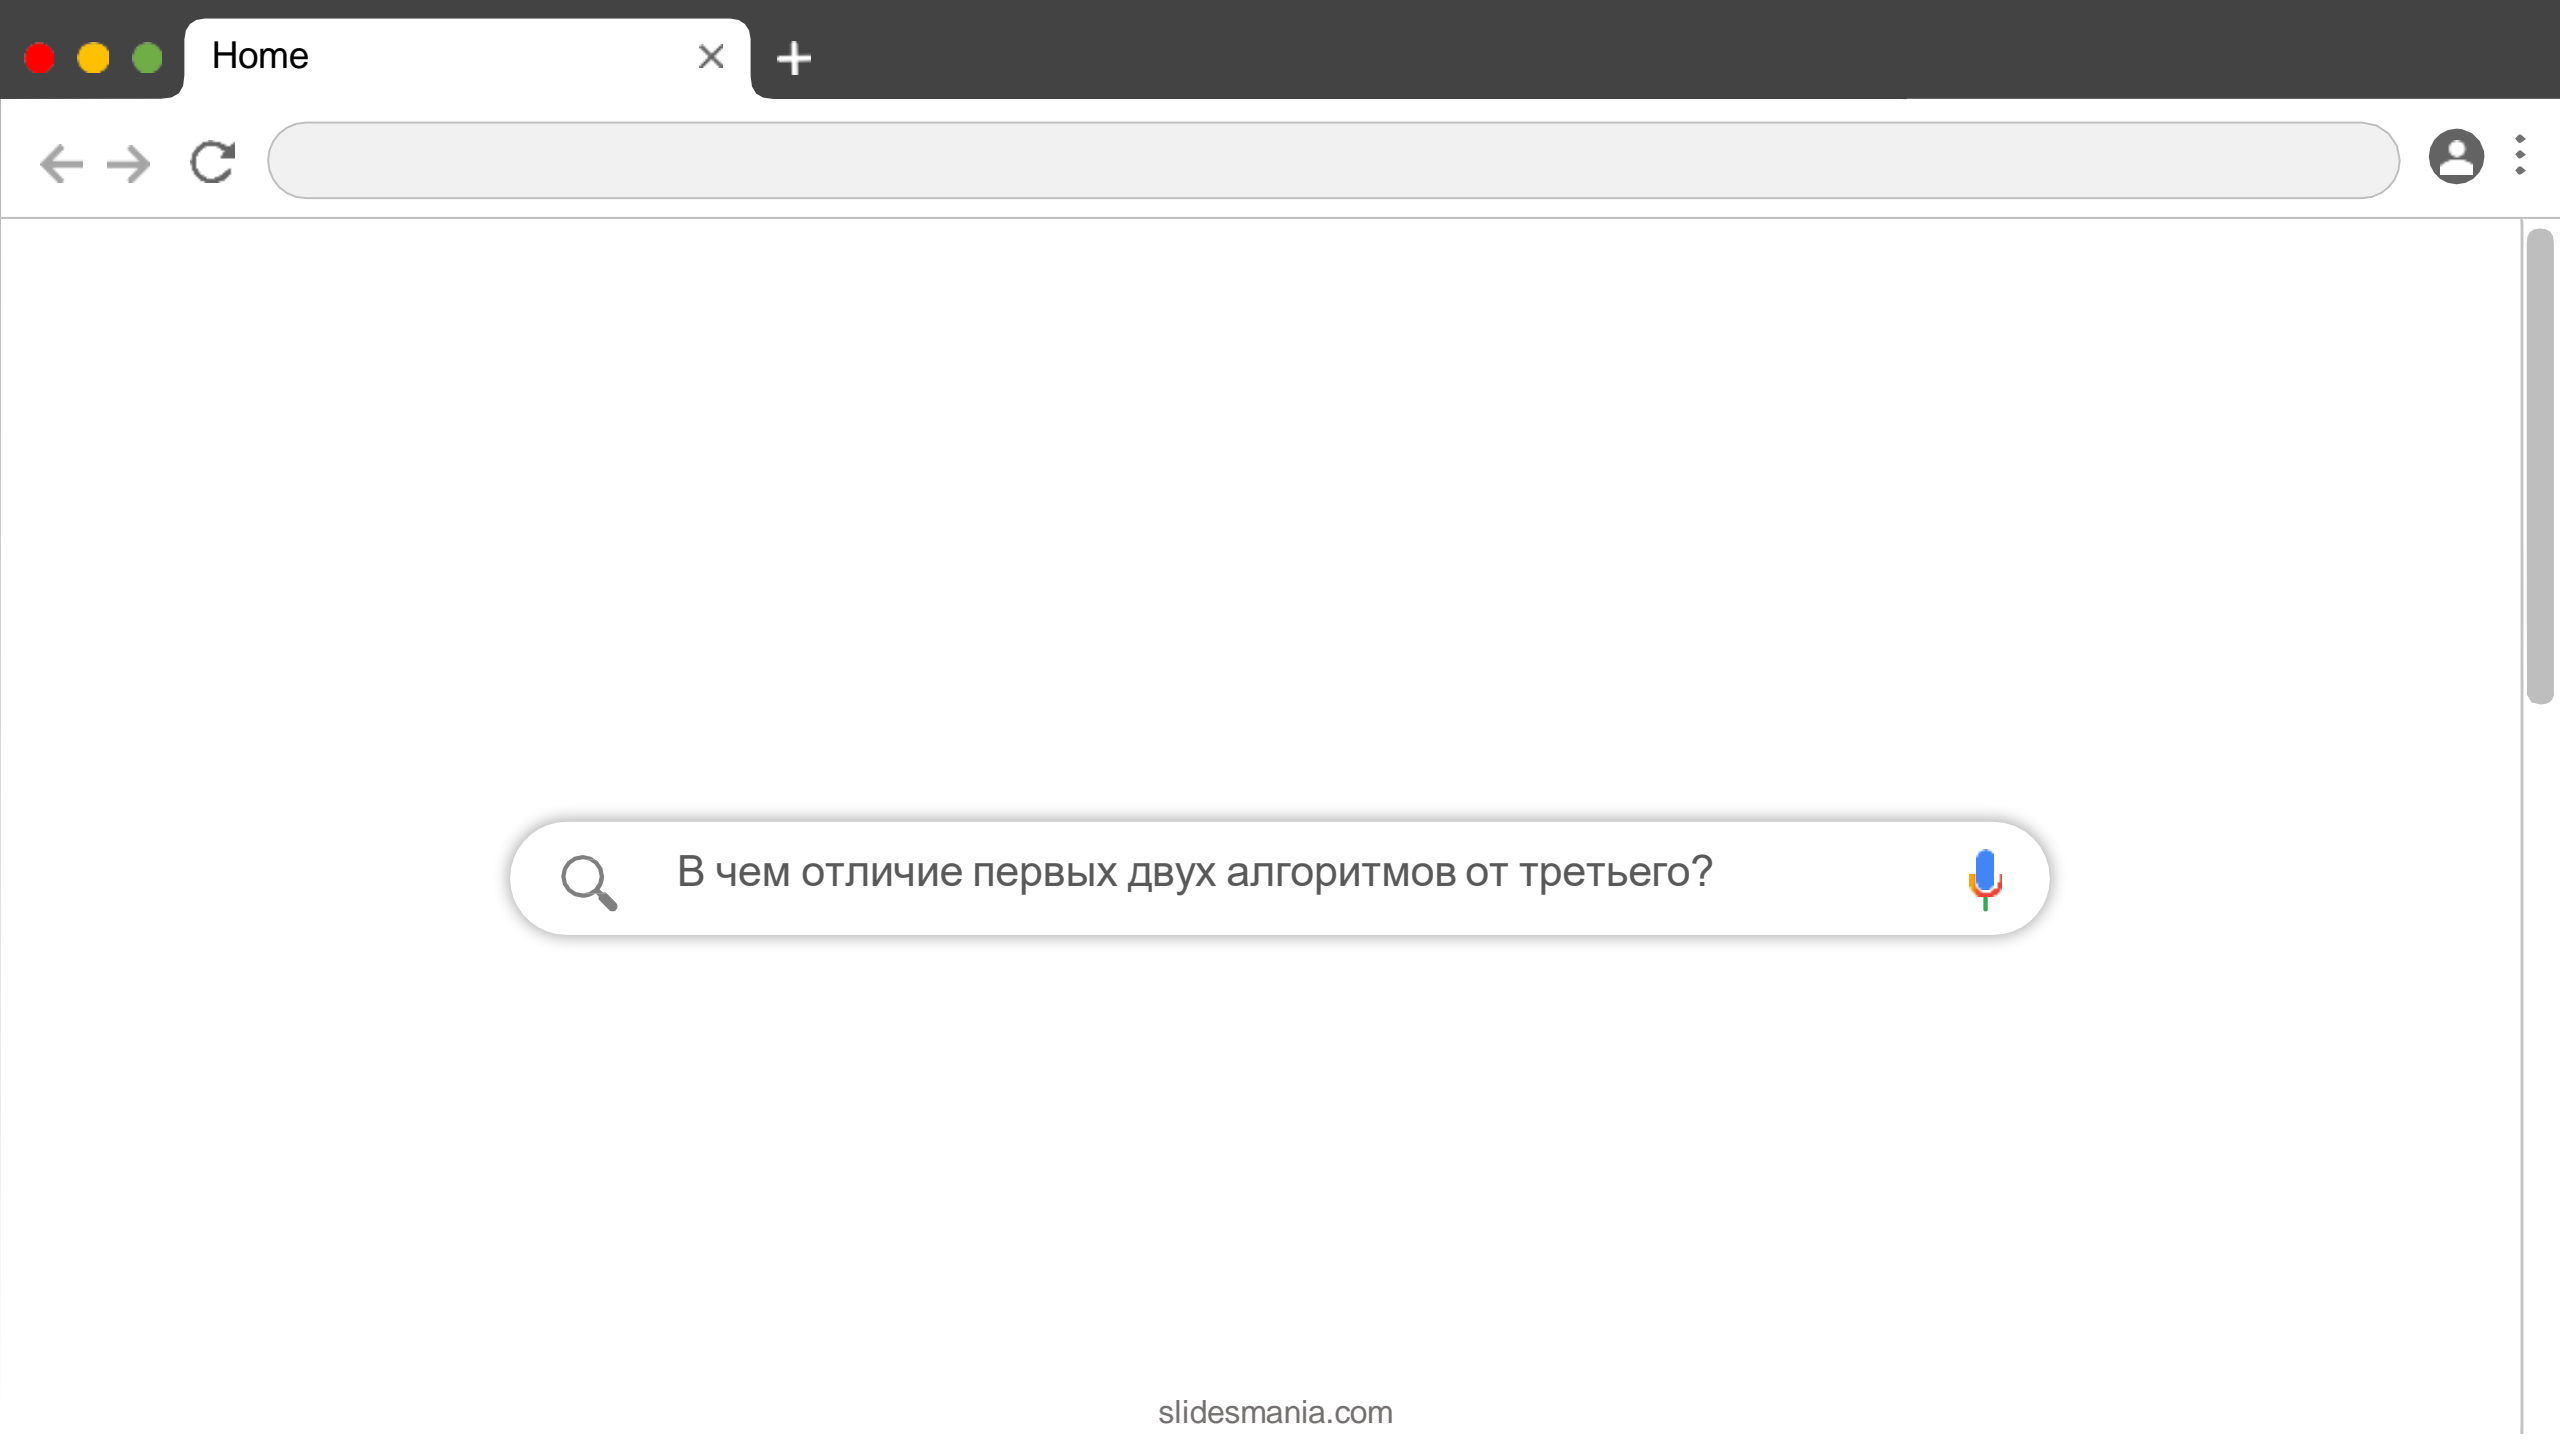 Home
В чем отличие первых двух алгоритмов от третьего?
slidesmania.com